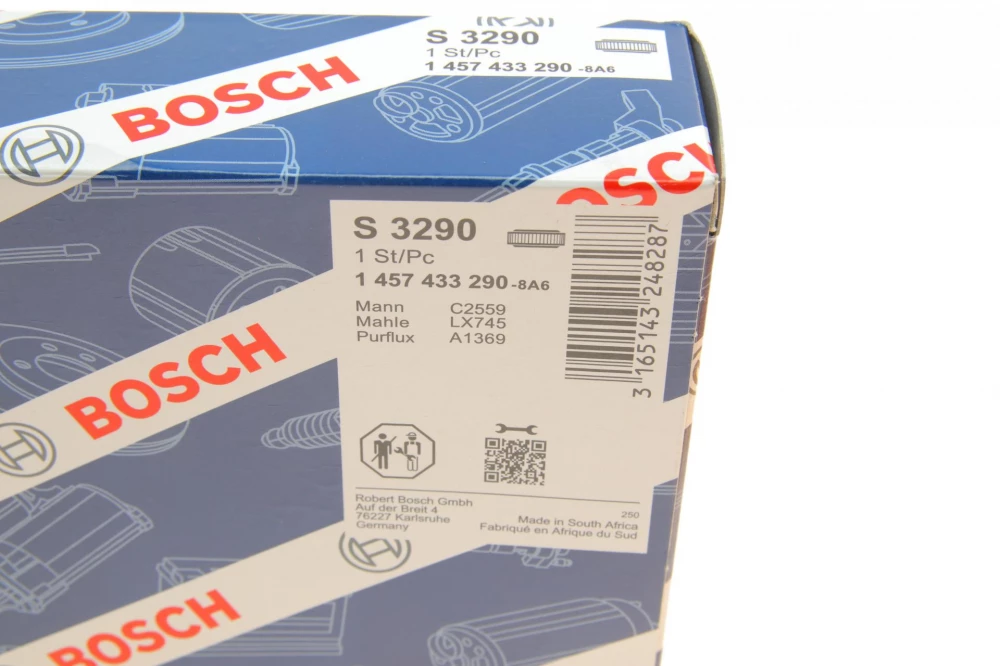 S 3290
1 St/Pc
1 457 433 290 -8A6
BOSCH
BOSC
S 3290
1 St/Pc
1 457 433 290 -8A6
Mann C2559
Mahle LX745
Purflux A1369
3 165143 248287
BOSCH
Robert Bosch Gmbh
Auf der Breit 4
76227 Karlsruhe
Germany
250
Made in South Africa
Fabriqué en Afrique du Sud
BOSCH